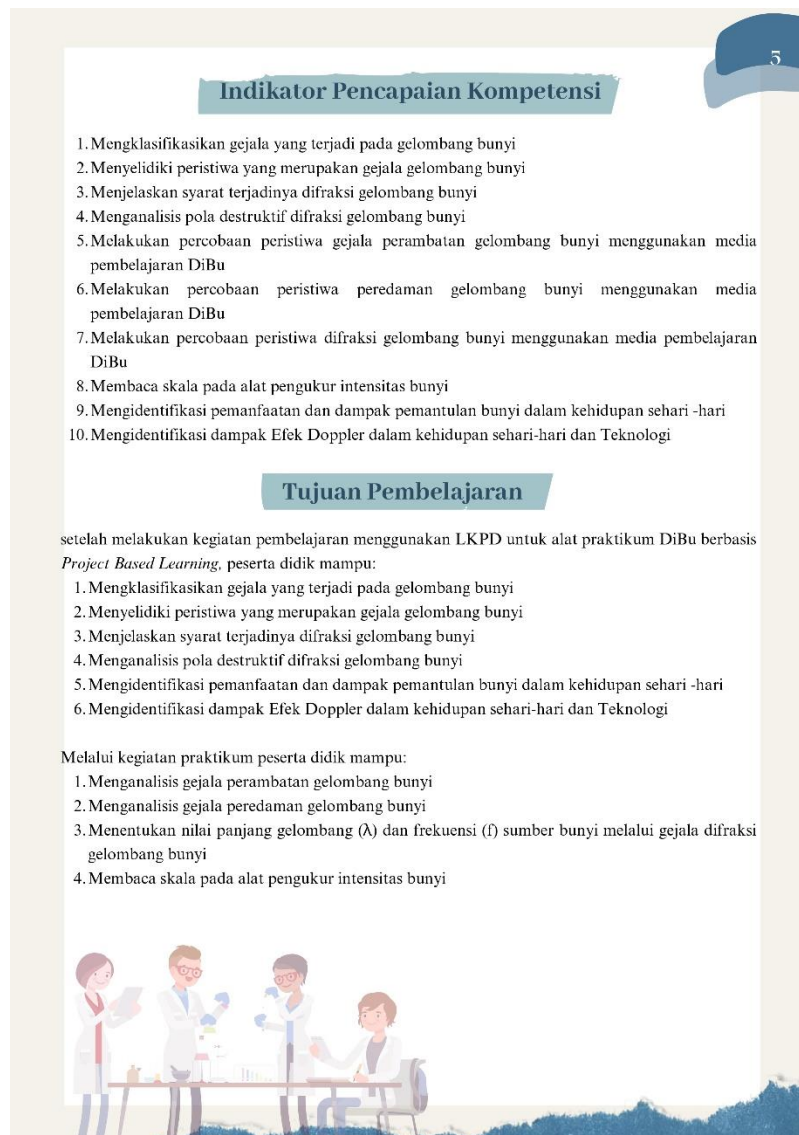 5
Indikator Pencapaian Kompetensi
1. Mengklasifikasikan gejala yang terjadi pada gelombang bunyi
2. Menyelidiki peristiwa yang merupakan gejala gelombang bunyi
3. Menjelaskan syarat terjadinya difraksi gelombang bunyi
4. Menganalisis pola destruktif difraksi gelombang bunyi
5. Melakukan percobaan peristiwa gejala perambatan gelombang bunyi menggunakan media
pembelajaran DiBu
6. Melakukan percobaan peristiwa peredaman gelombang bunyi menggunakan media
pembelajaran DiBu
7. Melakukan percobaan peristiwa difraksi gelombang bunyi menggunakan media pembelajaran
DiBu
8. Membaca skala pada alat pengukur intensitas bunyi
9. Mengidentifikasi pemanfaatan dan dampak pemantulan bunyi dalam kehidupan sehari -hari
10. Mengidentifikasi dampak Efek Doppler dalam kehidupan sehari-hari dan Teknologi
Tujuan Pembelajaran
setelah melakukan kegiatan pembelajaran menggunakan LKPD untuk alat praktikum DiBu berbasis
Project Based Learning, peserta didik mampu:
1. Mengklasifikasikan gejala yang terjadi pada gelombang bunyi
2. Menyelidiki peristiwa yang merupakan gejala gelombang bunyi
3. Menjelaskan syarat terjadinya difraksi gelombang bunyi
4. Menganalisis pola destruktif difraksi gelombang bunyi
5. Mengidentifikasi pemanfaatan dan dampak pemantulan bunyi dalam kehidupan sehari -hari
6. Mengidentifikasi dampak Efek Doppler dalam kehidupan sehari-hari dan Teknologi
Melalui kegiatan praktikum peserta didik mampu:
1. Menganalisis gejala perambatan gelombang bunyi
2. Menganalisis gejala peredaman gelombang bunyi
3. Menentukan nilai panjang gelombang (λ) dan frekuensi (f) sumber bunyi melalui gejala difraksi
gelombang bunyi
4. Membaca skala pada alat pengukur intensitas bunyi